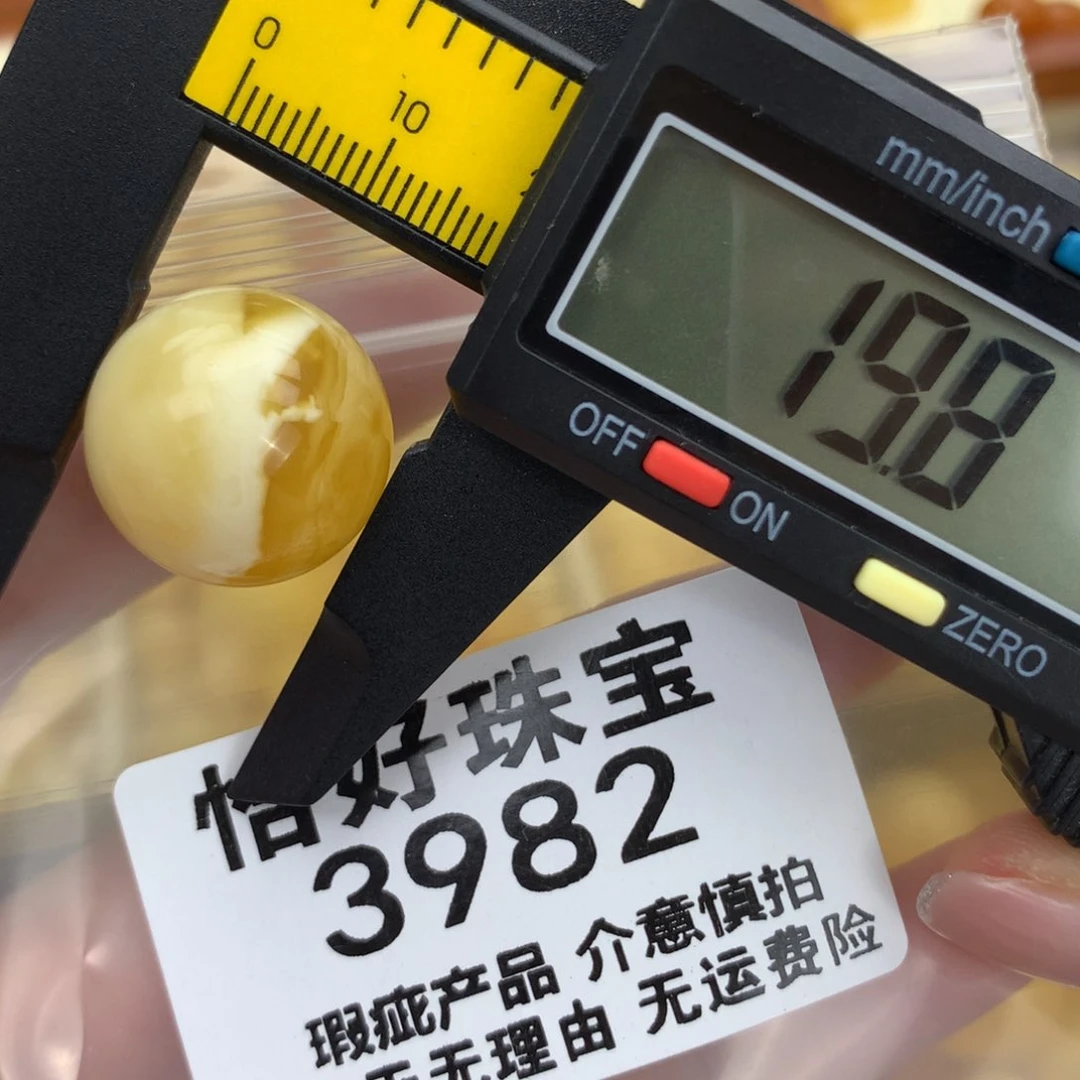 0
10
mm/inch
19.8
OFF
ON
ZERO
恰好珠宝
3982
瑕疵产品 介意慎拍
无理由 无运费险